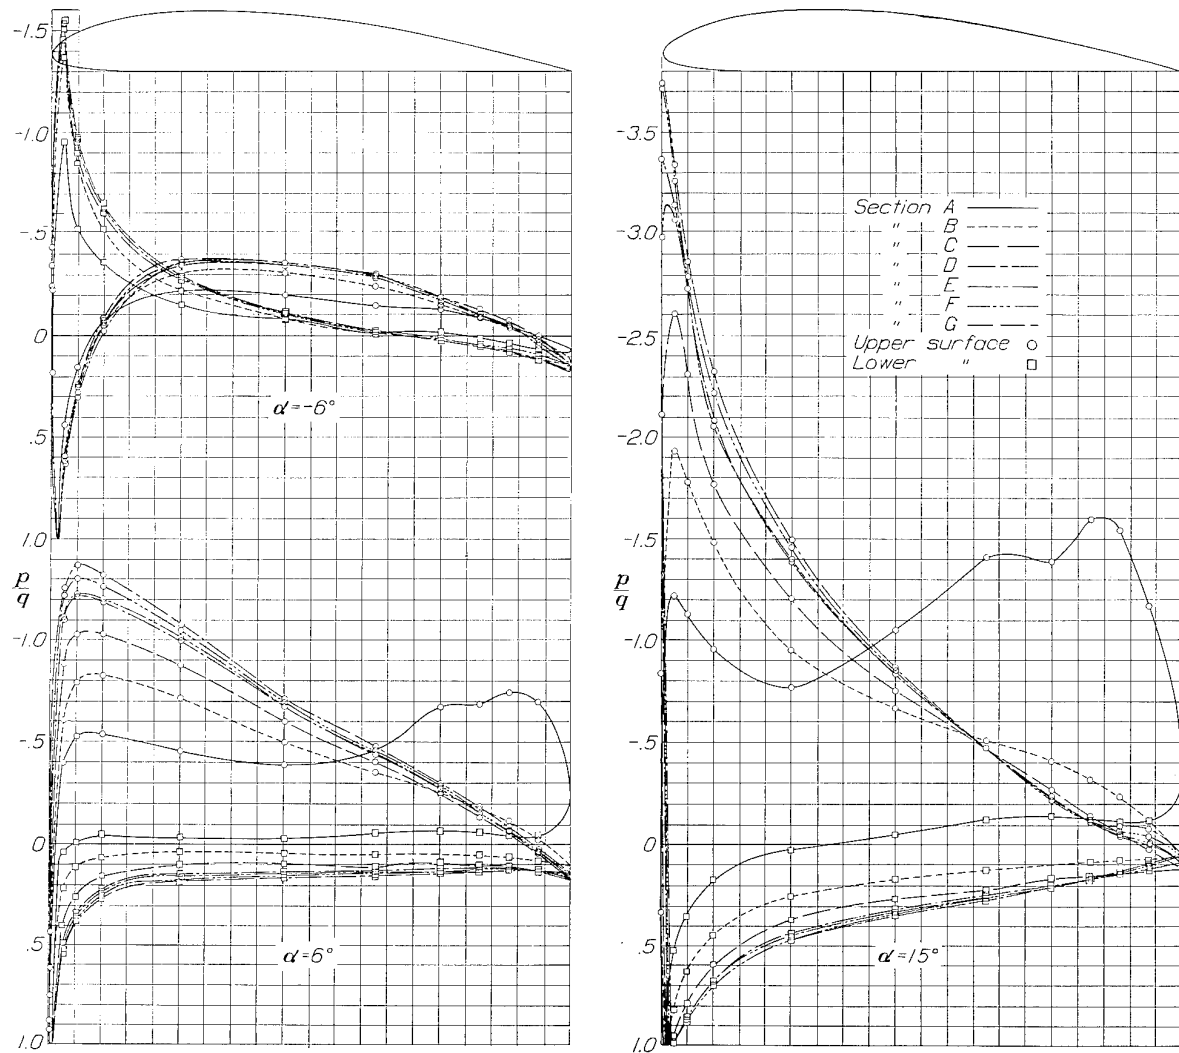 -1.5
-1.0
-.5
0
.5
1.0
α=-6°
p/q
-1.0
-.5
0
.5
1.0
α=6°
-3.5
-3.0
-2.5
-2.0
-1.5
-1.0
-.5
0
.5
1.0
Section A
" B
" C
" D
" E
" F
" G
Upper surface ○
Lower " □
p/q
α=15°